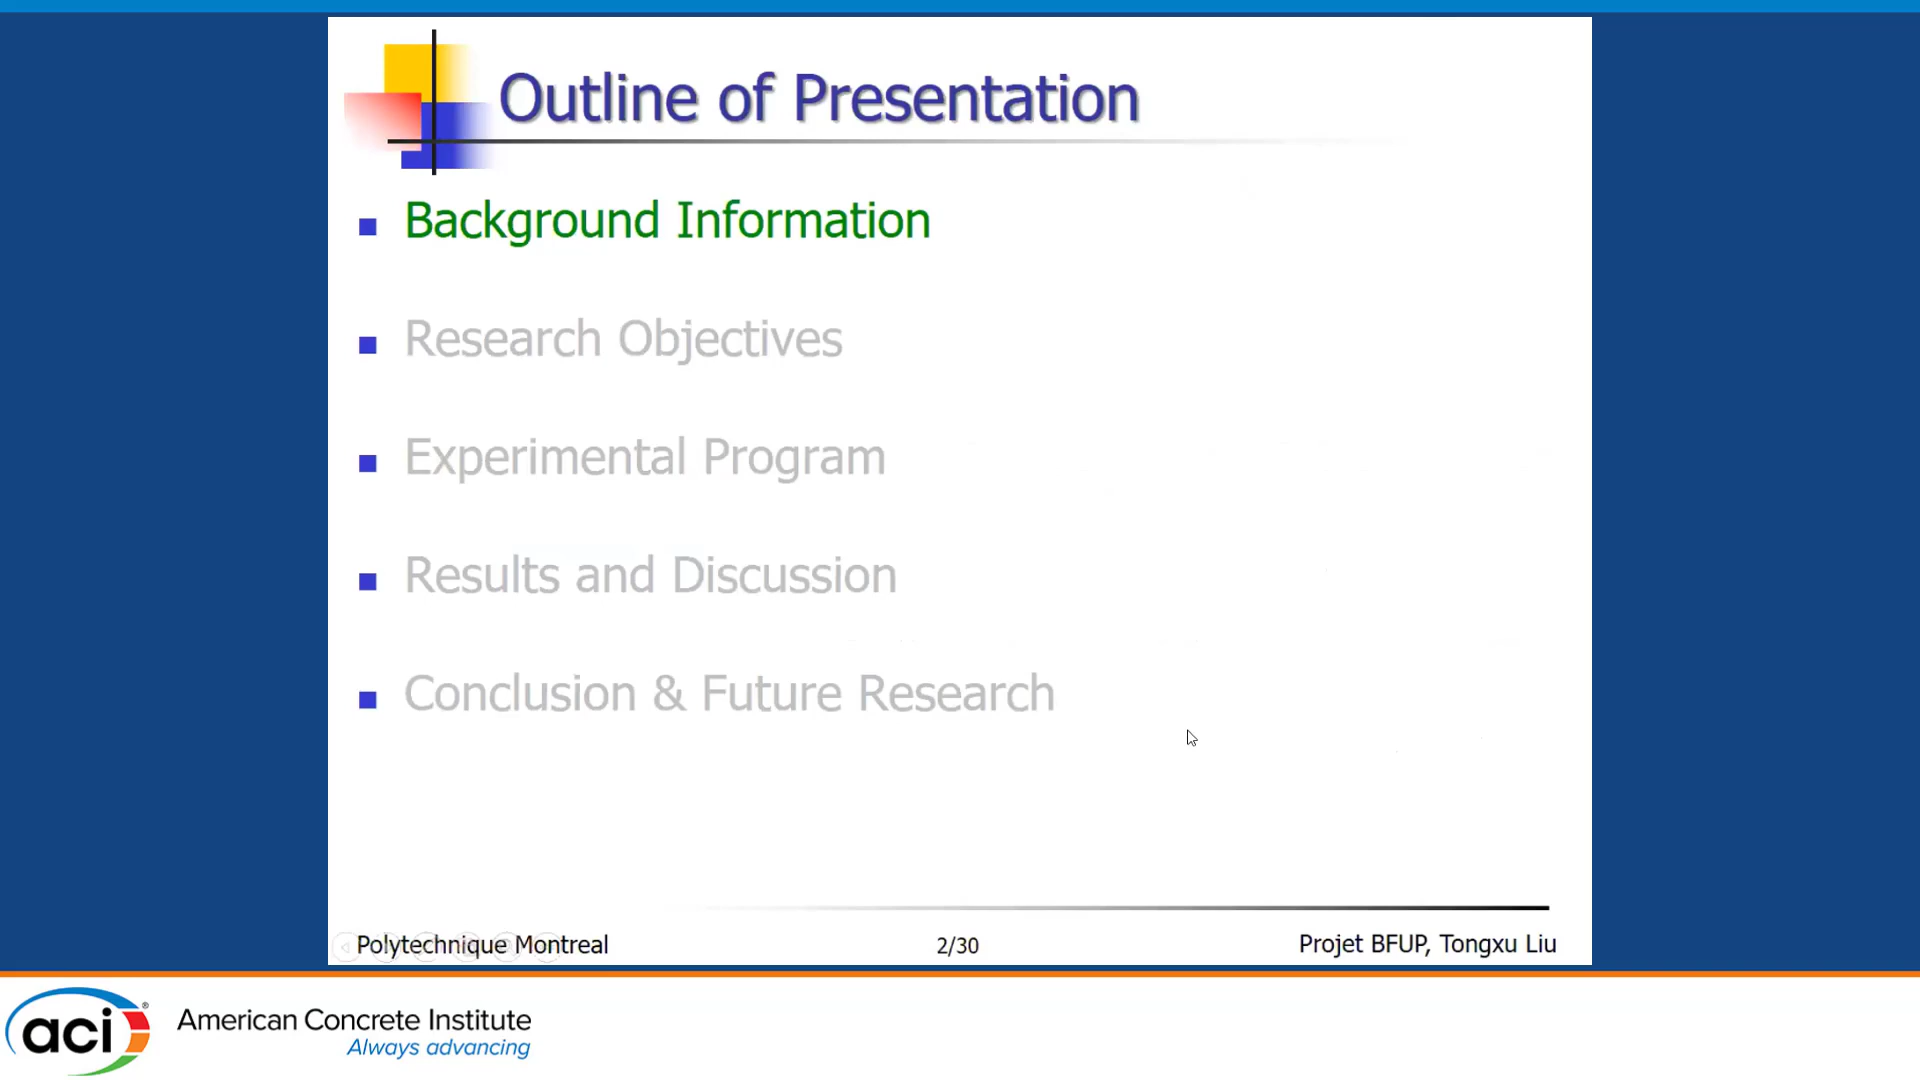 Outline of Presentation
Background Information
Research Objectives
Experimental Program
Results and Discussion
Conclusion & Future Research
Polytechnique Montreal 2/30 Projet BFUP, Tongxu Liu
aci® American Concrete Institute
Always advancing